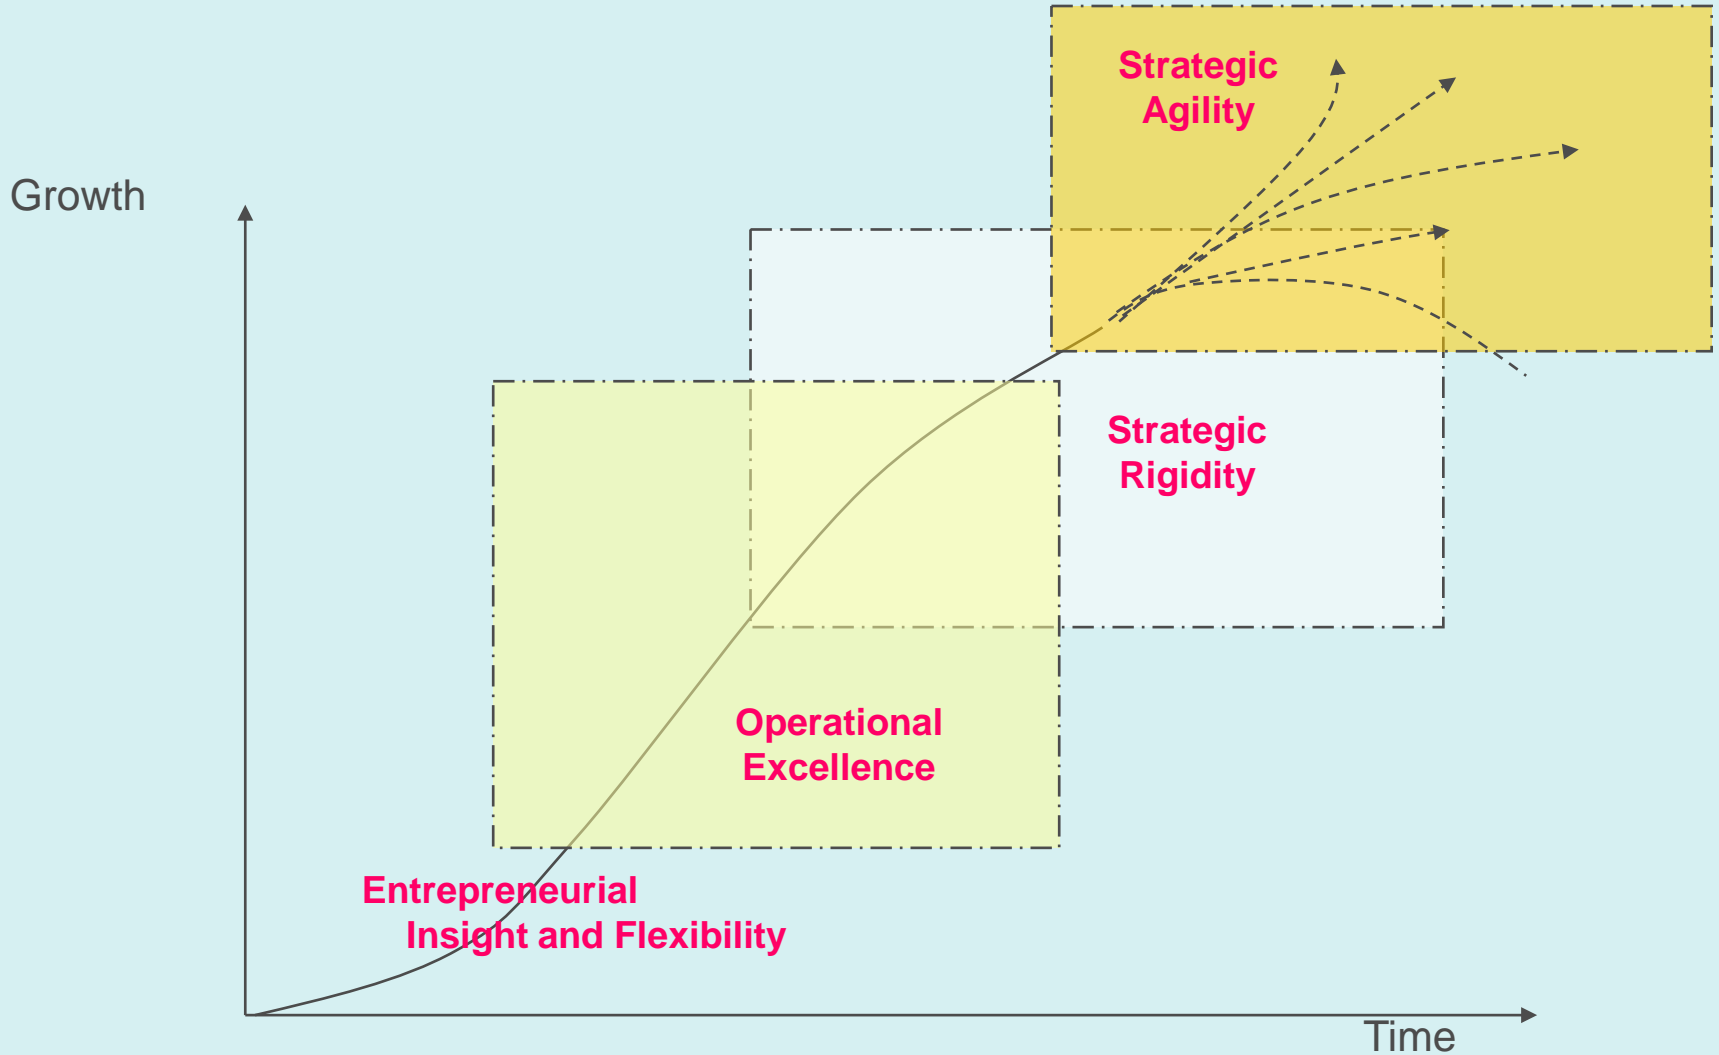 Strategic
Agility
Growth
Strategic
Rigidity
Operational
Excellence
Entrepreneurial
Insight and Flexibility
Time